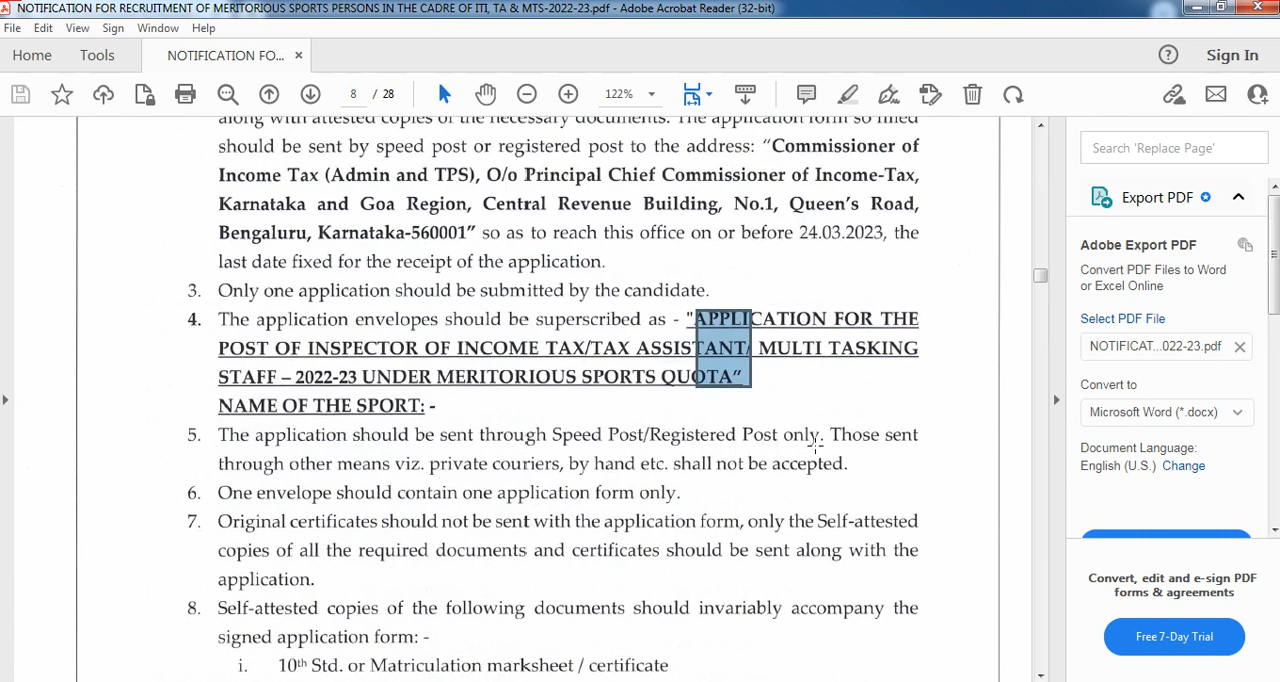 NOTIFICATION FOR RECRUITMENT OF MERITORIOUS SPORTS PERSONS IN THE CADRE OF ITI, TA & MTS-2022-23.pdf - Adobe Acrobat Reader (32-bit)
File Edit View Sign Window Help
Home Tools NOTIFICATION FO... × Sign In
8 / 28 122%
along with attested copies of the necessary documents. The application form so filled
should be sent by speed post or registered post to the address: "Commissioner of
Income Tax (Admin and TPS), O/o Principal Chief Commissioner of Income-Tax,
Karnataka and Goa Region, Central Revenue Building, No.1, Queen's Road,
Bengaluru, Karnataka-560001" so as to reach this office on or before 24.03.2023, the
last date fixed for the receipt of the application.
3. Only one application should be submitted by the candidate.
4. The application envelopes should be superscribed as - "APPLICATION FOR THE
POST OF INSPECTOR OF INCOME TAX/TAX ASSISTANT/ MULTI TASKING
STAFF – 2022-23 UNDER MERITORIOUS SPORTS QUOTA"
NAME OF THE SPORT: -
5. The application should be sent through Speed Post/Registered Post only. Those sent
through other means viz. private couriers, by hand etc. shall not be accepted.
6. One envelope should contain one application form only.
7. Original certificates should not be sent with the application form, only the Self-attested
copies of all the required documents and certificates should be sent along with the
application.
8. Self-attested copies of the following documents should invariably accompany the
signed application form: -
i. 10th Std. or Matriculation marksheet / certificate
Search 'Replace Page'
Export PDF
Adobe Export PDF
Convert PDF Files to Word
or Excel Online
Select PDF File
NOTIFICAT...022-23.pdf ×
Convert to
Microsoft Word (*.docx)
Document Language:
English (U.S.) Change
Convert, edit and e-sign PDF
forms & agreements
Free 7-Day Trial